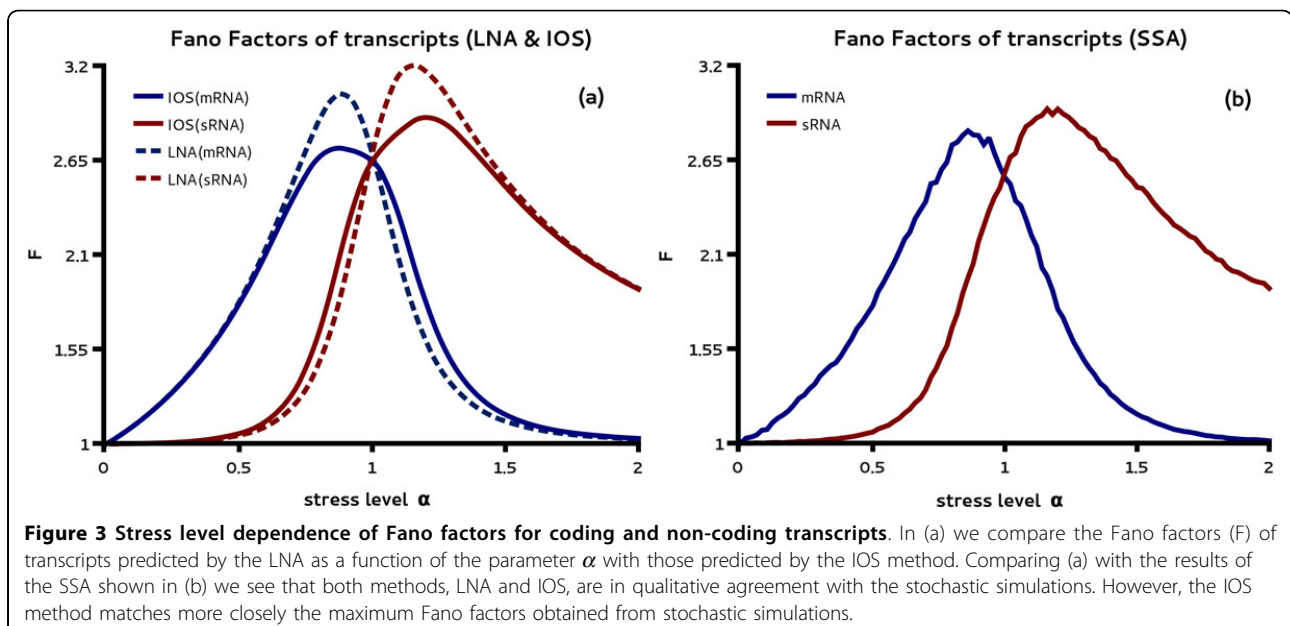 Fano Factors of transcripts (LNA & IOS)
3.2
2.65
2.1
1.55
1
F
IOS(mRNA)
IOS(sRNA)
LNA(mRNA)
LNA(sRNA)
(a)
0 0.5 1 1.5 2
stress level α
Fano Factors of transcripts (SSA)
3.2
2.65
2.1
1.55
1
F
mRNA
sRNA
(b)
0 0.5 1 1.5 2
stress level α
Figure 3 Stress level dependence of Fano factors for coding and non-coding transcripts. In (a) we compare the Fano factors (F) of
transcripts predicted by the LNA as a function of the parameter α with those predicted by the IOS method. Comparing (a) with the results of
the SSA shown in (b) we see that both methods, LNA and IOS, are in qualitative agreement with the stochastic simulations. However, the IOS
method matches more closely the maximum Fano factors obtained from stochastic simulations.